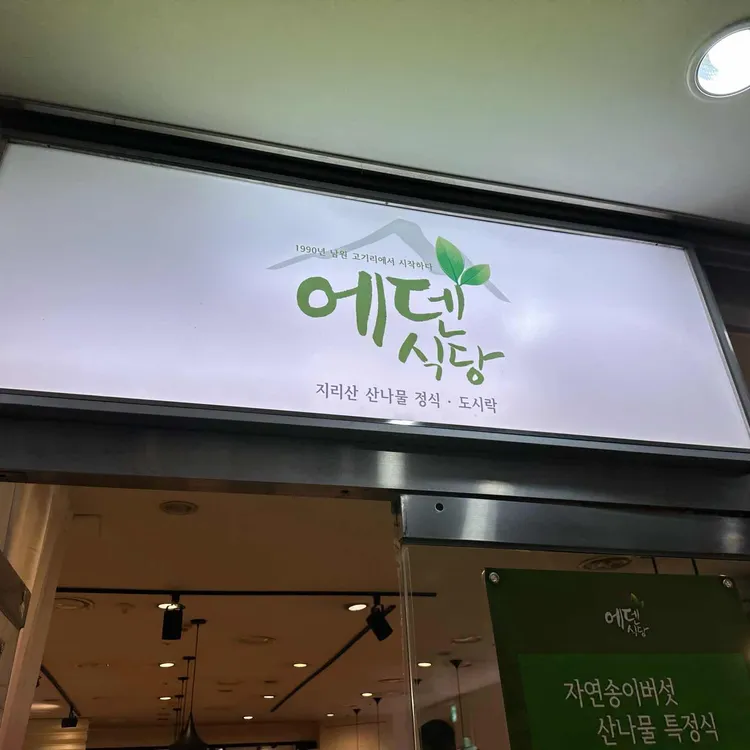 1990년 남원 고기리에서 시작하다
에덴
식당
지리산 산나물 정식 · 도시락
에덴
식당
자연송이버섯
산나물 특정식